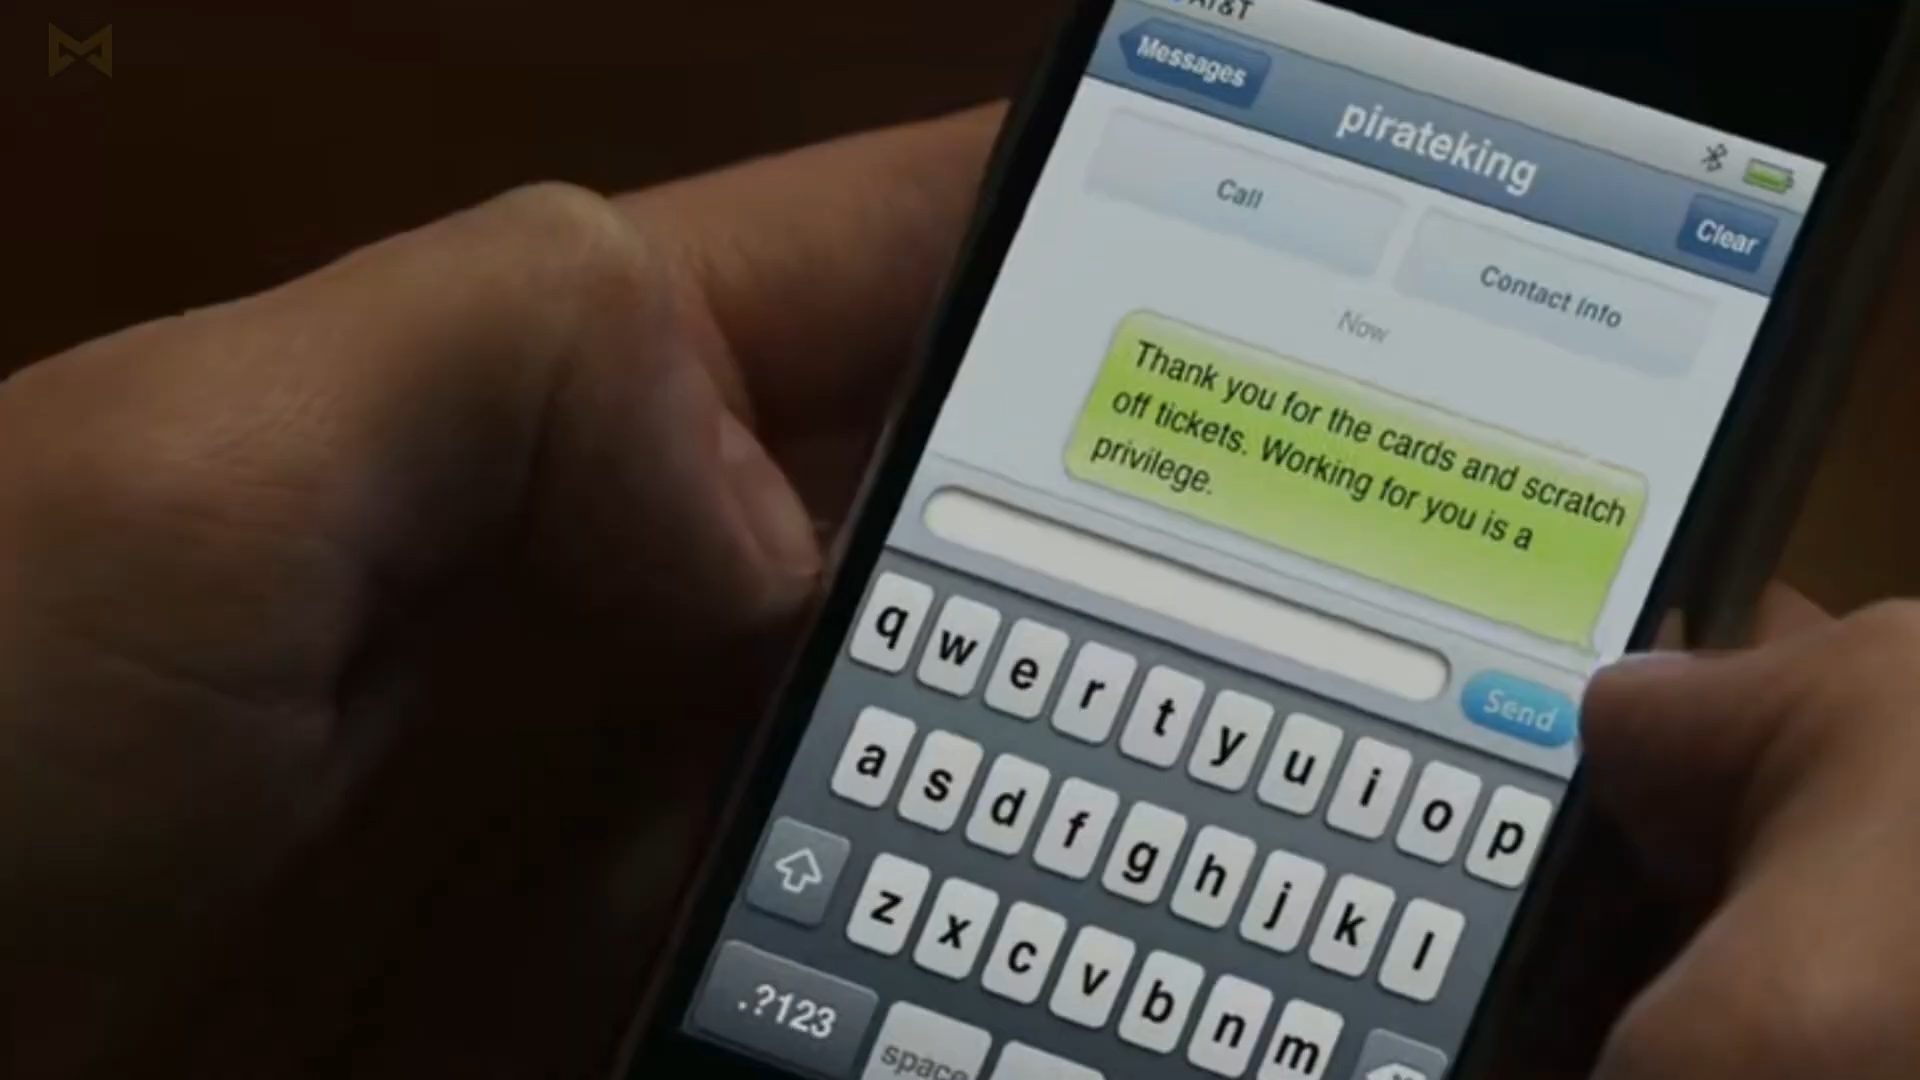 AT&T
Messages
pirateking
Clear
Call
Contact Info
Now
Thank you for the cards and scratch
off tickets. Working for you is a
privilege.
Send
q w e r t y u i o p
a s d f g h j k l
z x c v b n m
.?123
space